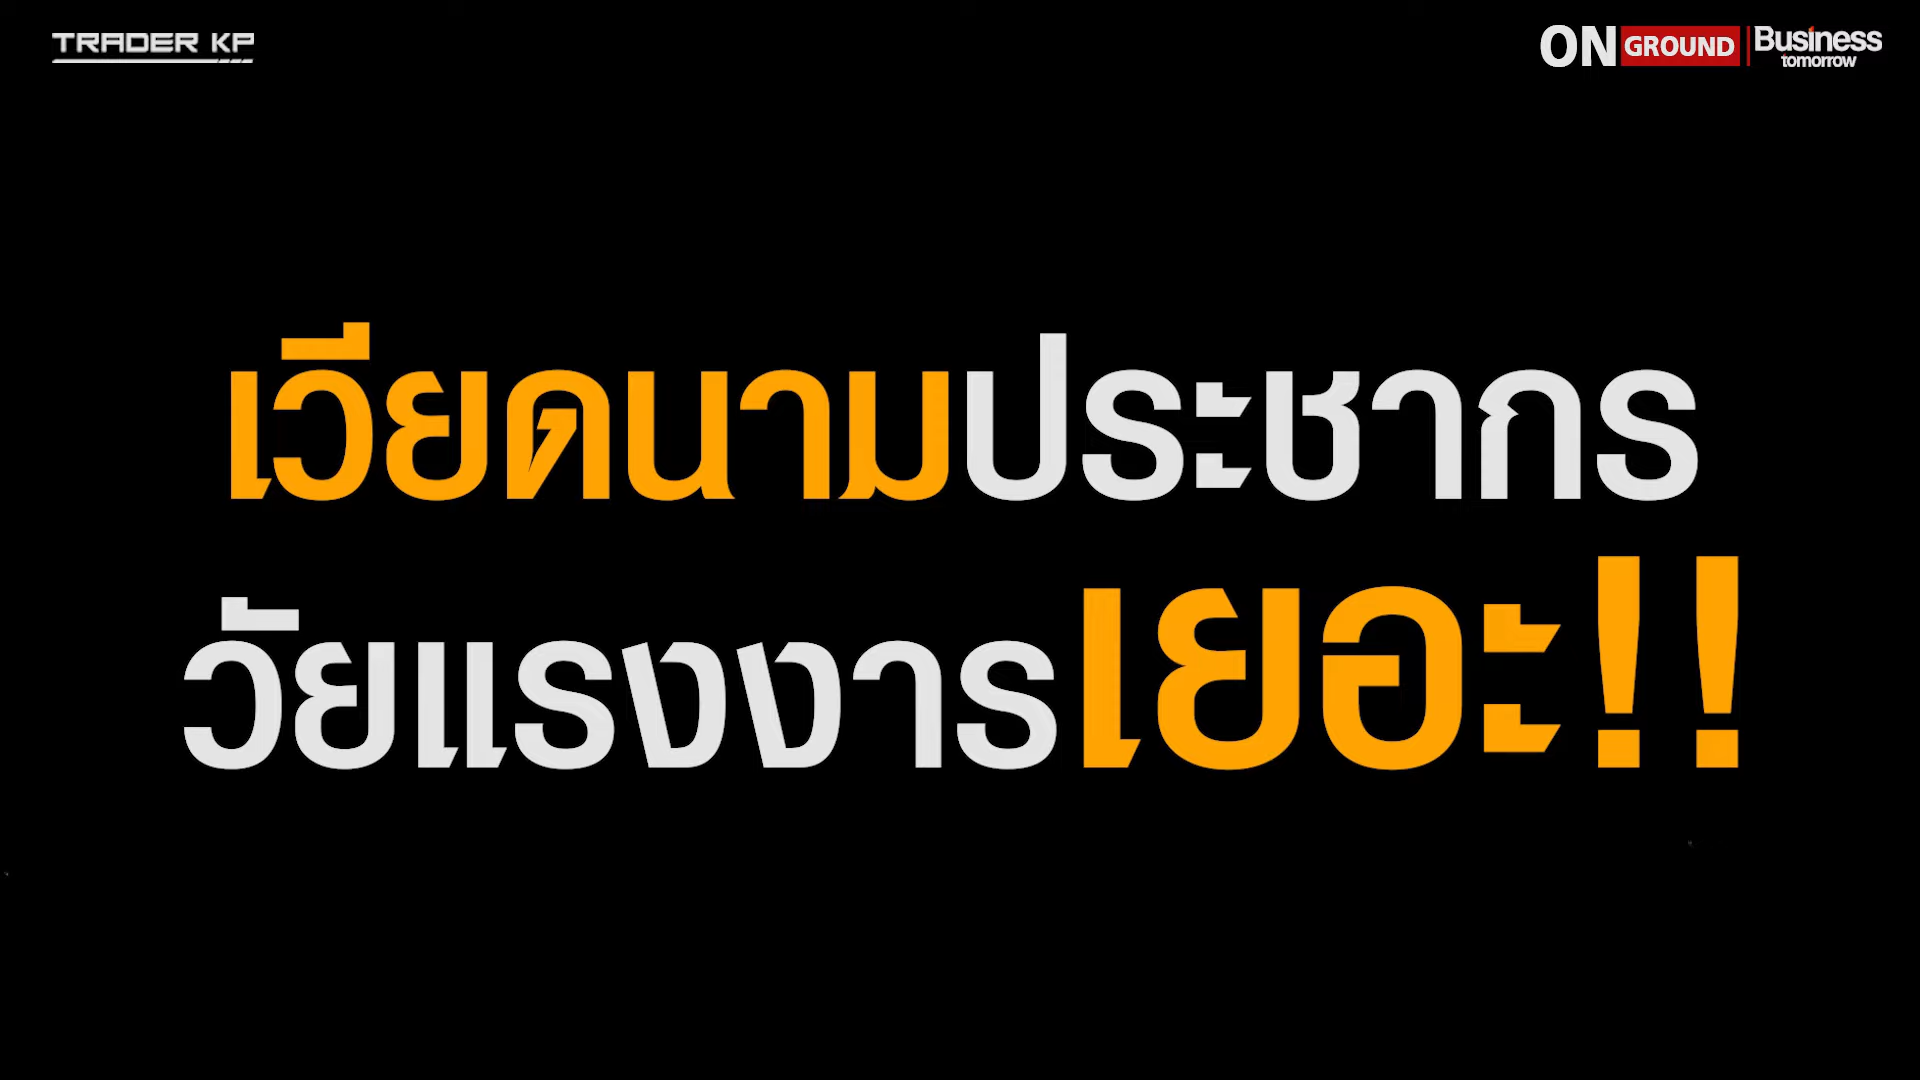 TRADER KP
ON GROUND | Business tomorrow
เวียดนามประชากร
วัยแรงงารเยอะ!!